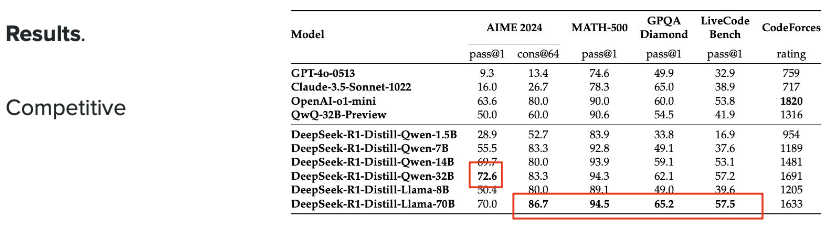 Results.
Competitive
Model AIME 2024 MATH-500 GPQA Diamond LiveCode Bench CodeForces
pass@1 cons@64 pass@1 pass@1 pass@1 rating
GPT-4o-0513 9.3 13.4 74.6 49.9 32.9 759
Claude-3.5-Sonnet-1022 16.0 26.7 78.3 65.0 38.9 717
OpenAI-o1-mini 63.6 80.0 90.0 60.0 53.8 1820
QwQ-32B-Preview 50.0 60.0 90.6 54.5 41.9 1316
DeepSeek-R1-Distill-Qwen-1.5B 28.9 52.7 83.9 33.8 16.9 954
DeepSeek-R1-Distill-Qwen-7B 55.5 83.3 92.8 49.1 37.6 1189
DeepSeek-R1-Distill-Qwen-14B 69.7 80.0 93.9 59.1 53.1 1481
DeepSeek-R1-Distill-Qwen-32B 72.6 83.3 94.3 62.1 57.2 1691
DeepSeek-R1-Distill-Llama-8B 50.4 80.0 89.1 49.0 39.6 1205
DeepSeek-R1-Distill-Llama-70B 70.0 86.7 94.5 65.2 57.5 1633